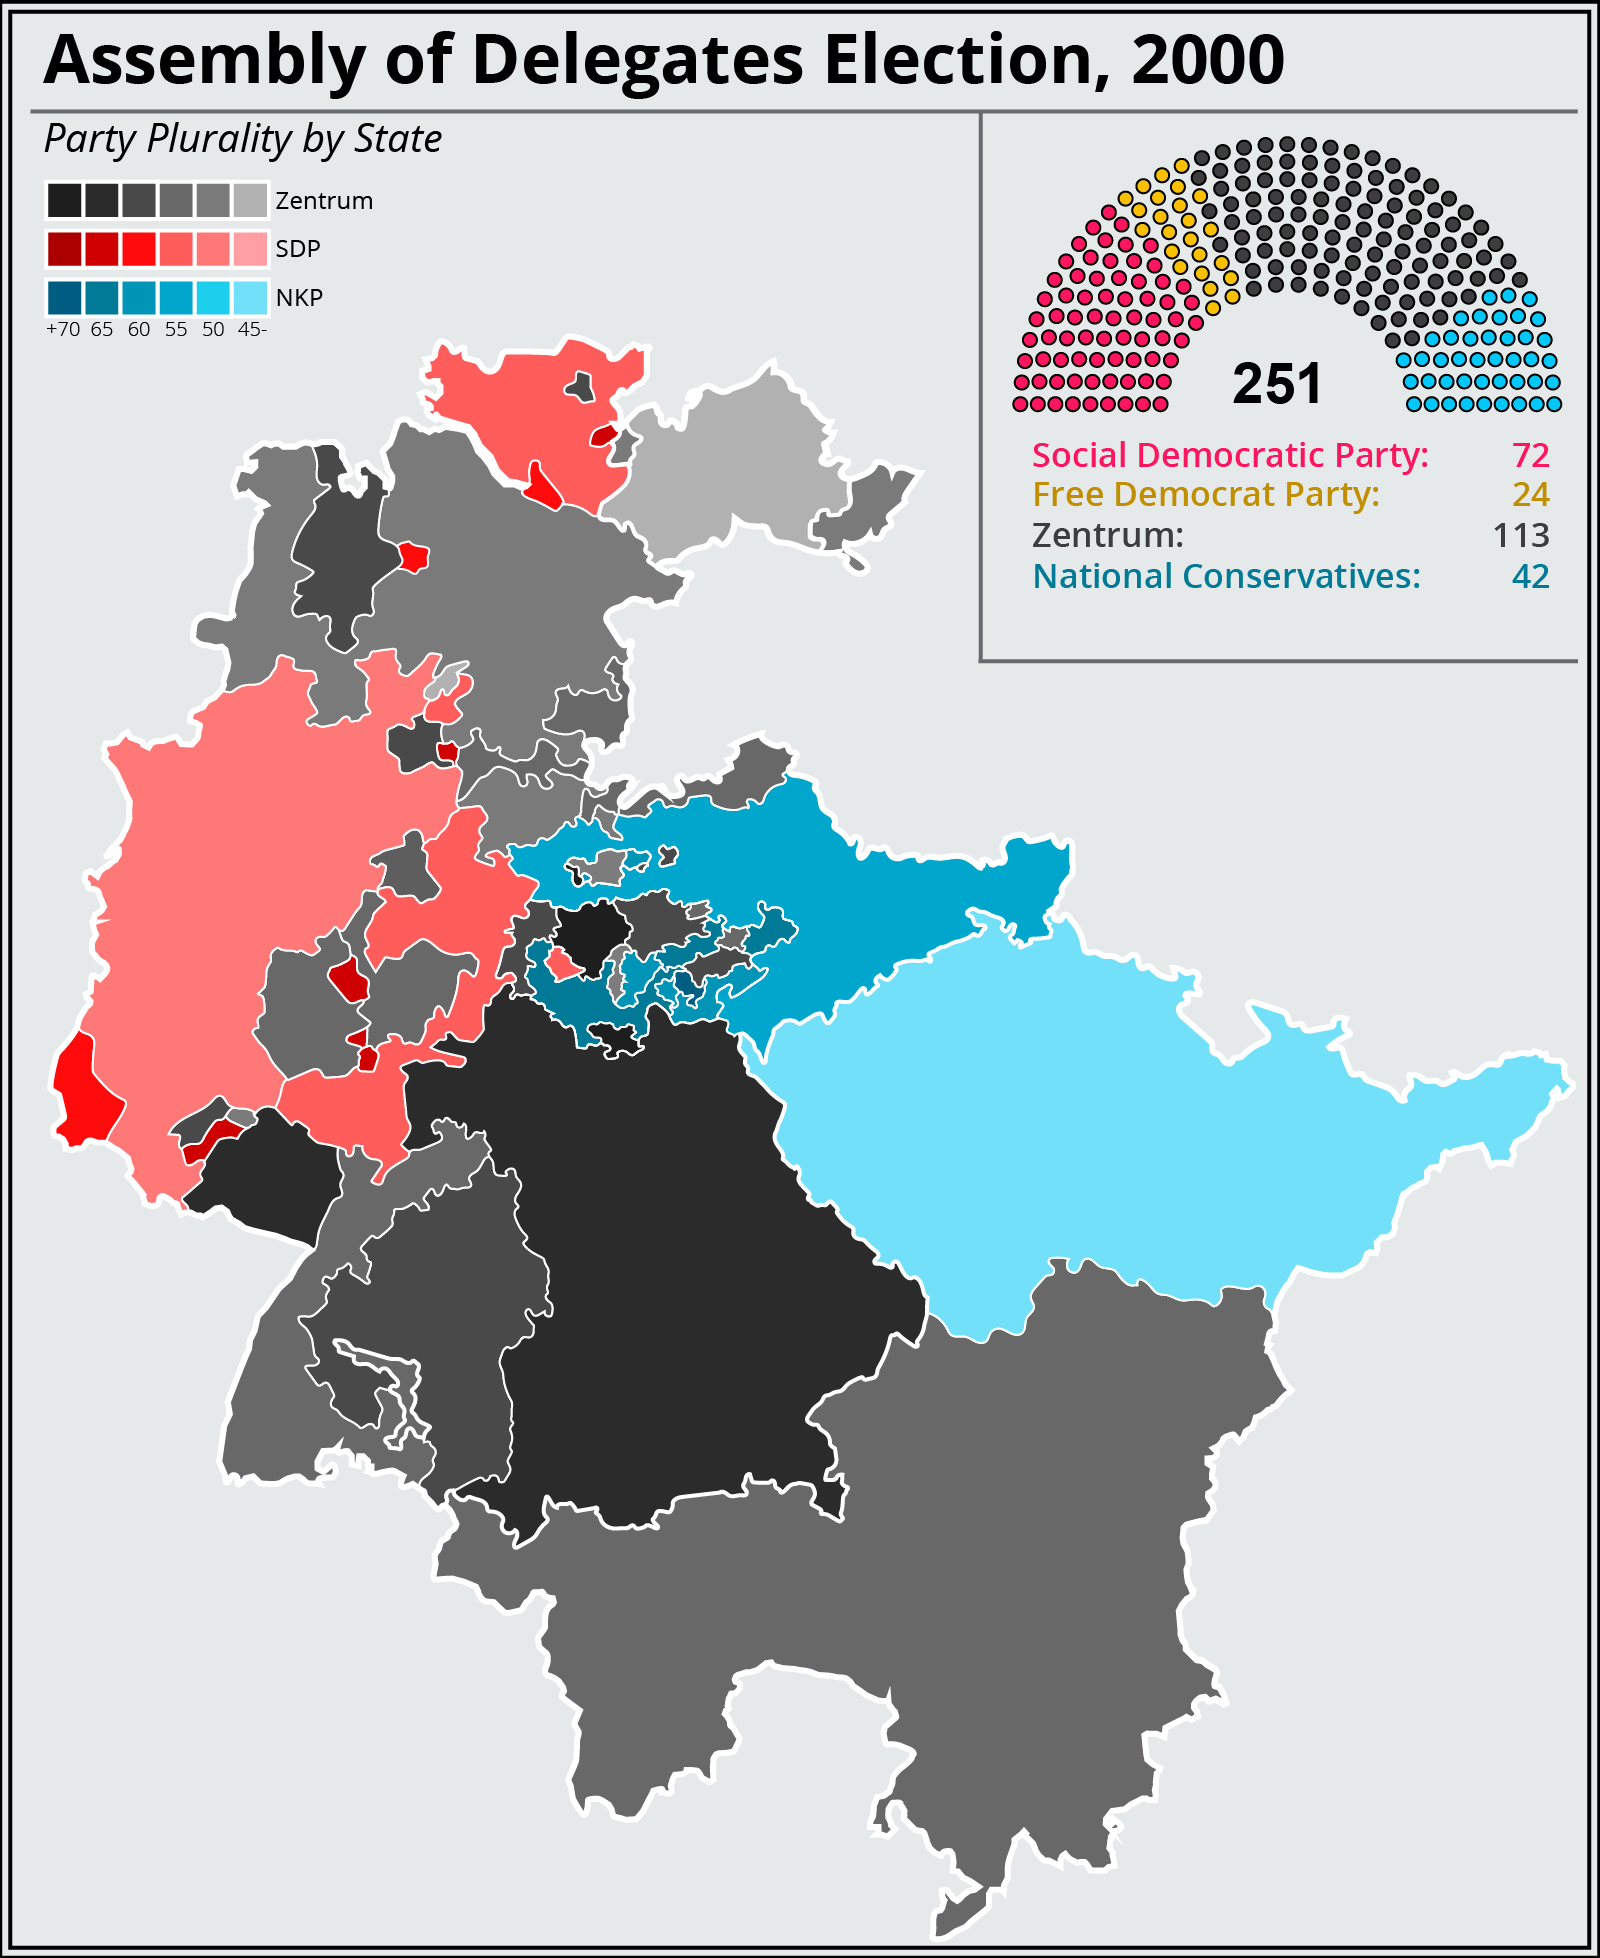 Assembly of Delegates Election, 2000
Party Plurality by State
Zentrum
SDP
NKP
+70 65 60 55 50 45-
251
Social Democratic Party: 72
Free Democrat Party: 24
Zentrum: 113
National Conservatives: 42